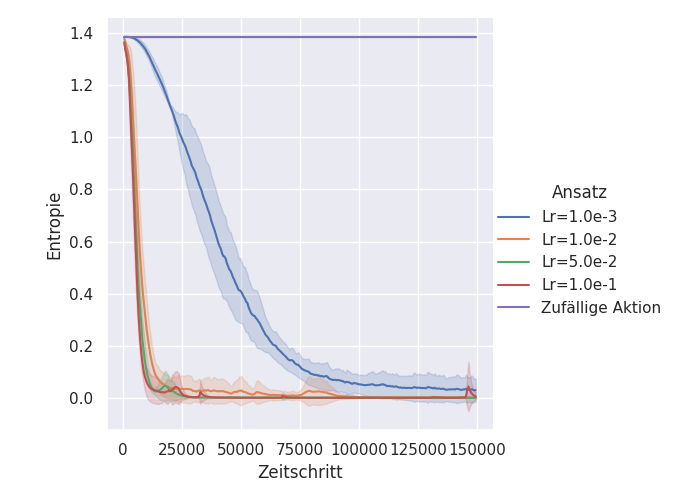 1.4
1.2
1.0
0.8
0.6
0.4
0.2
0.0
Entropie
0 25000 50000 75000 100000 125000 150000
Zeitschritt
Ansatz
Lr=1.0e-3
Lr=1.0e-2
Lr=5.0e-2
Lr=1.0e-1
Zufällige Aktion